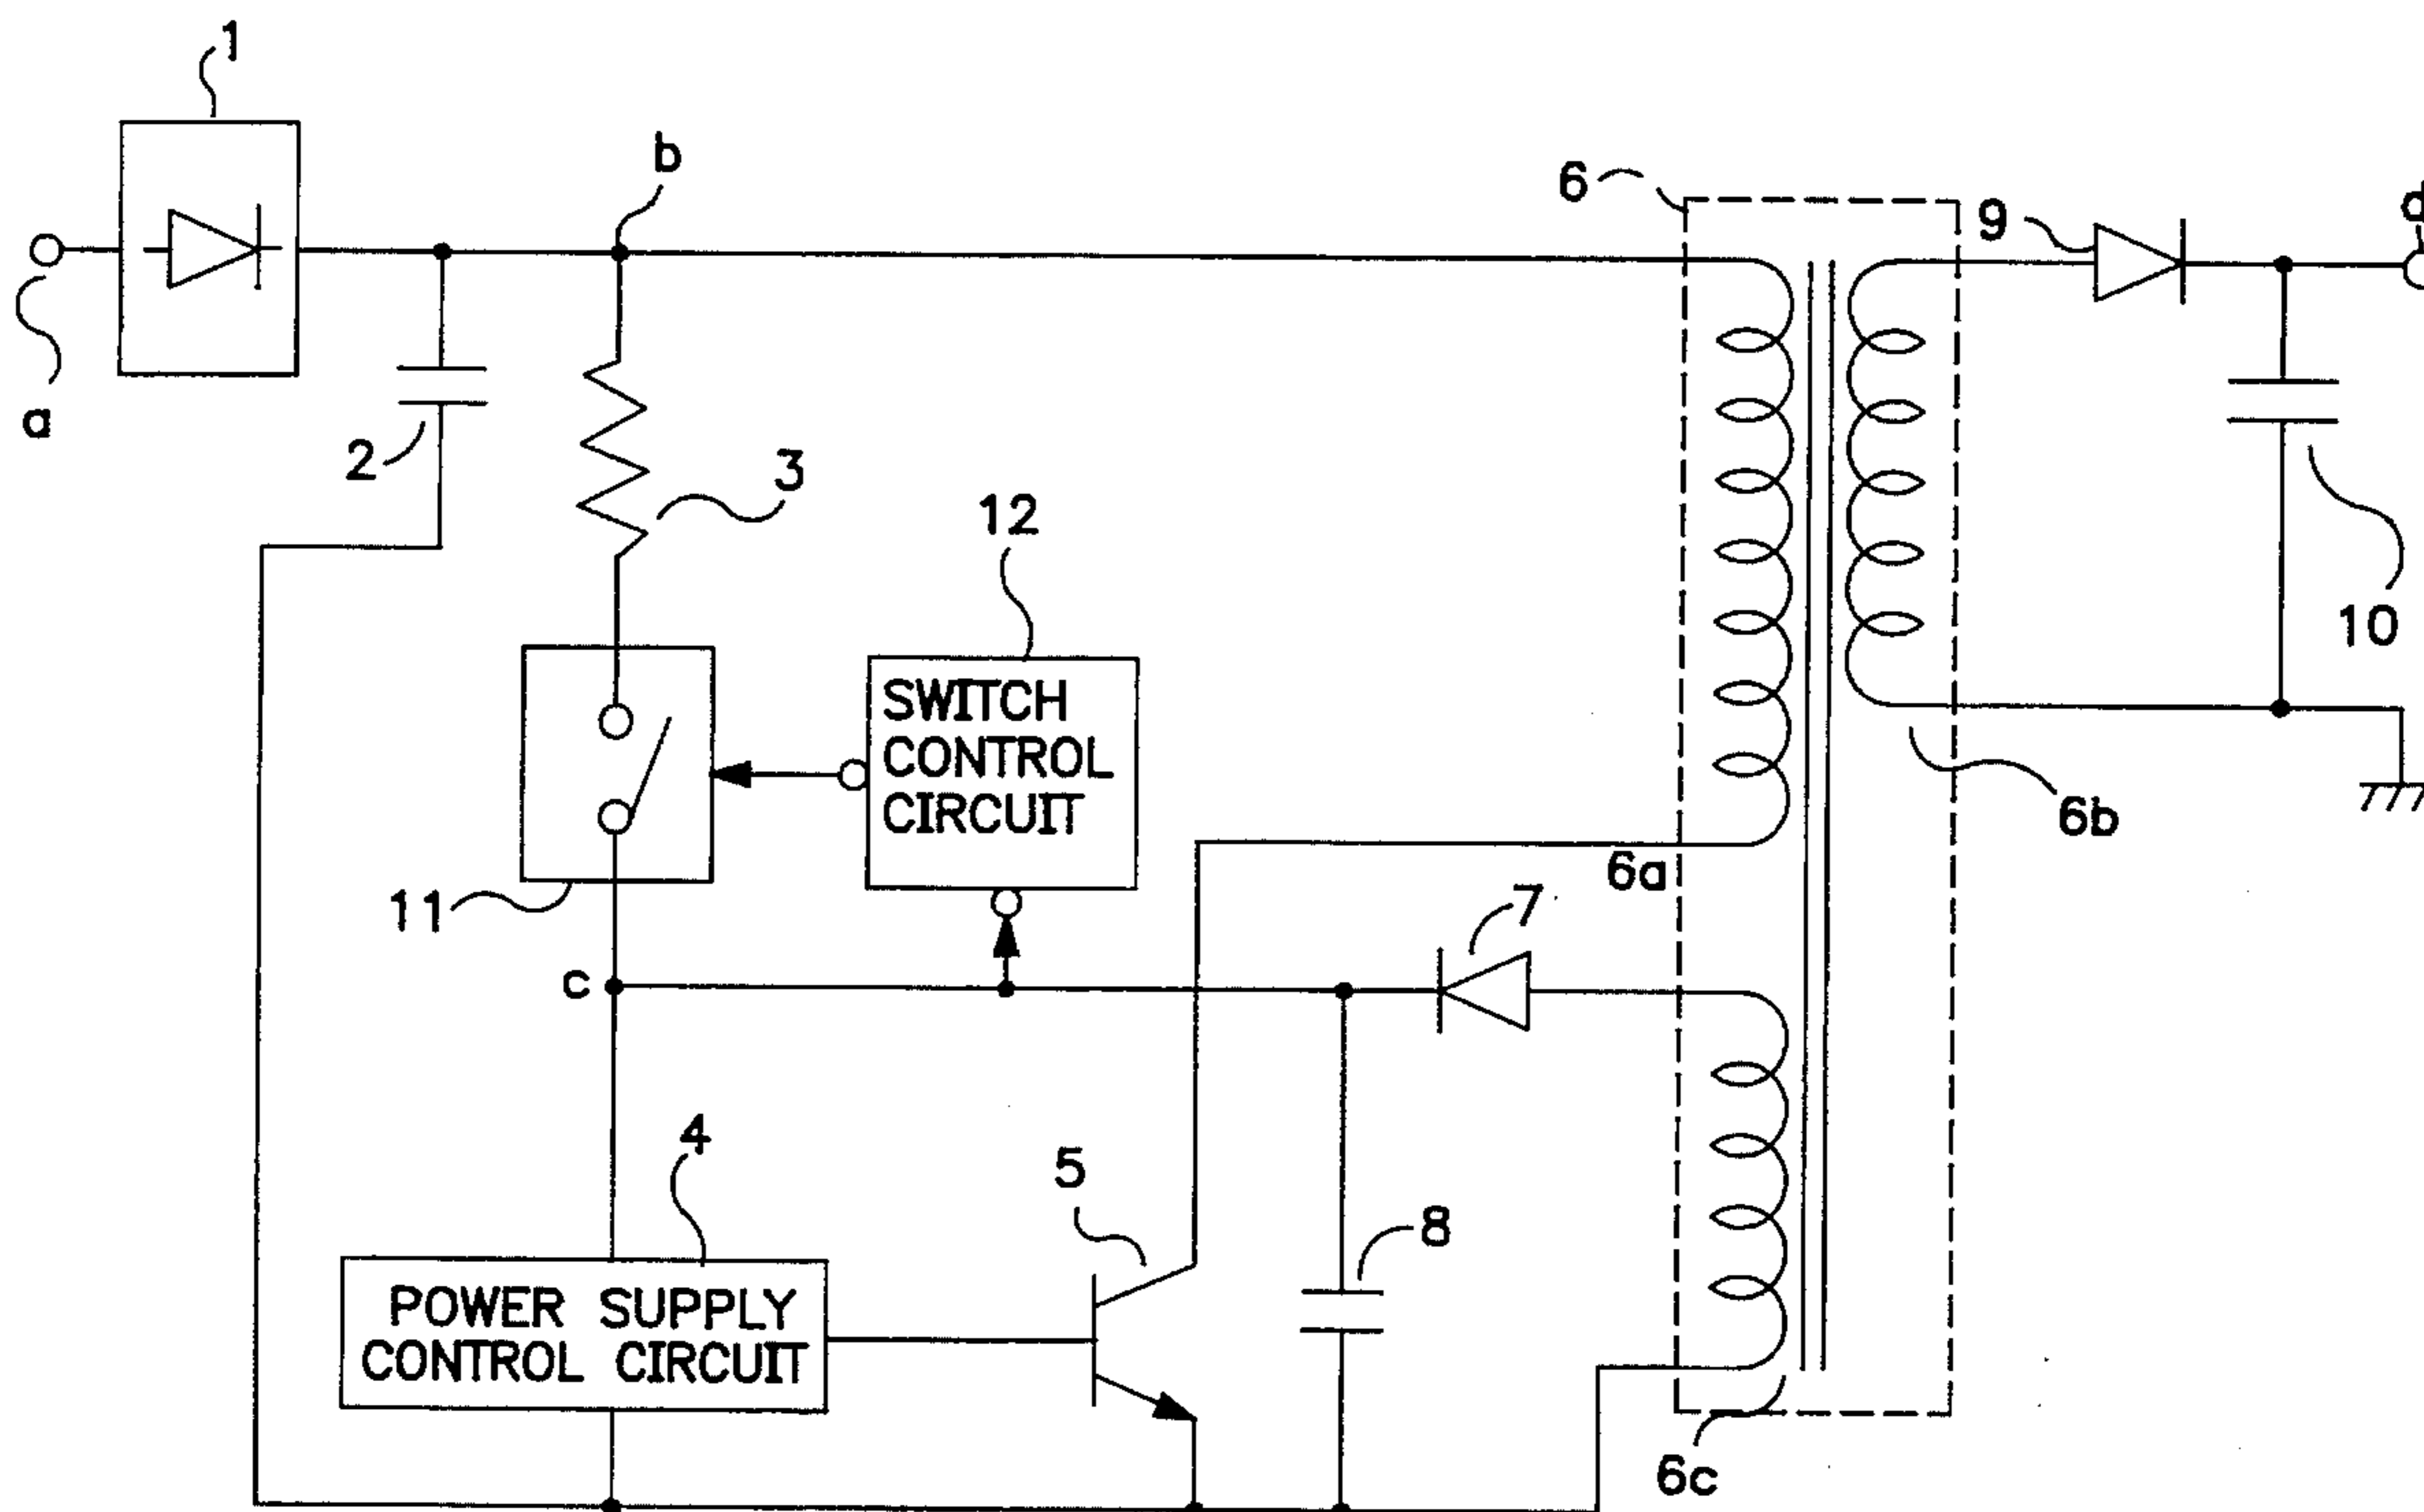 1
b
6
9
d
a
2
3
12
10
SWITCH
CONTROL
CIRCUIT
6b
6a
11
7
c
4
5
8
POWER SUPPLY
CONTROL CIRCUIT
6c